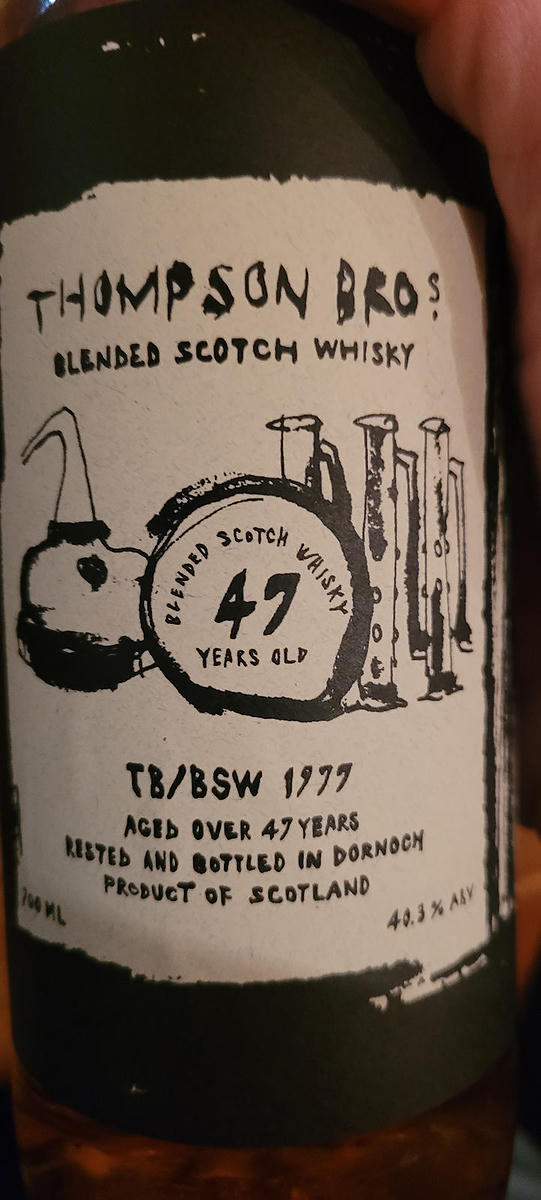 THOMPSON BROS.
BLENDED SCOTCH WHISKY
BLENDED SCOTCH WHISKY
47
YEARS OLD
TB/BSW 1977
AGED OVER 47 YEARS
RESTED AND BOTTLED IN DORNOCH
PRODUCT OF SCOTLAND
700 ML
40.3% ABV